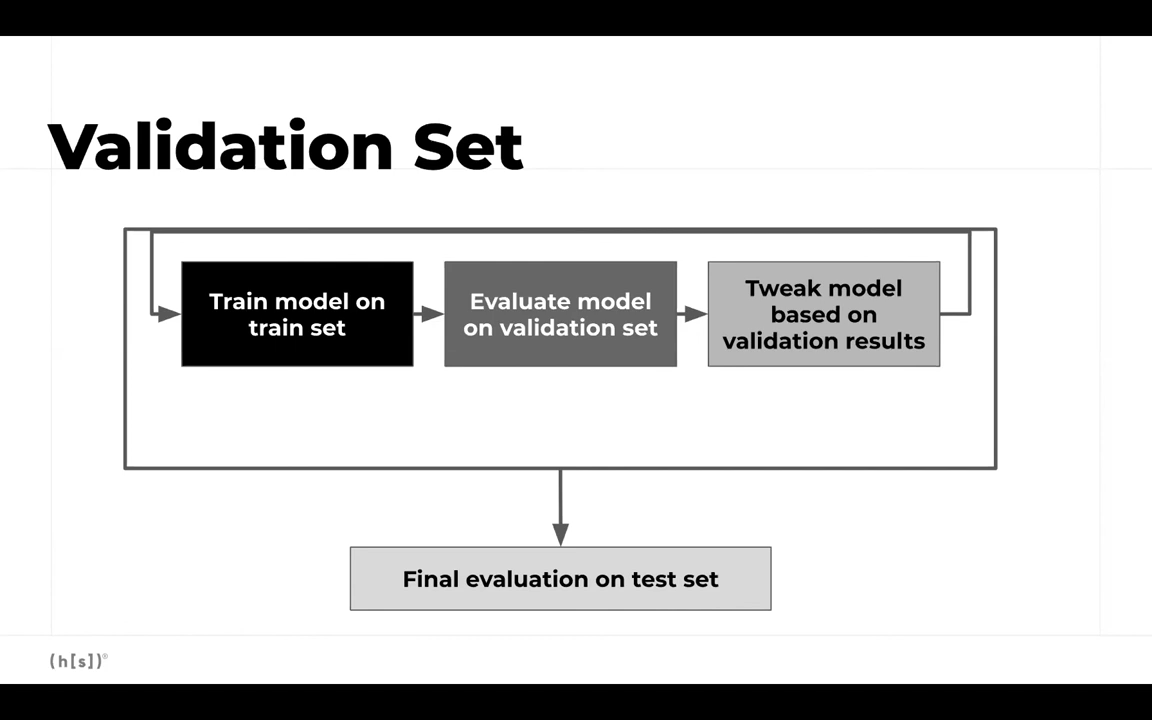 Validation Set
Train model on
train set
Evaluate model
on validation set
Tweak model
based on
validation results
Final evaluation on test set
(h[s])®